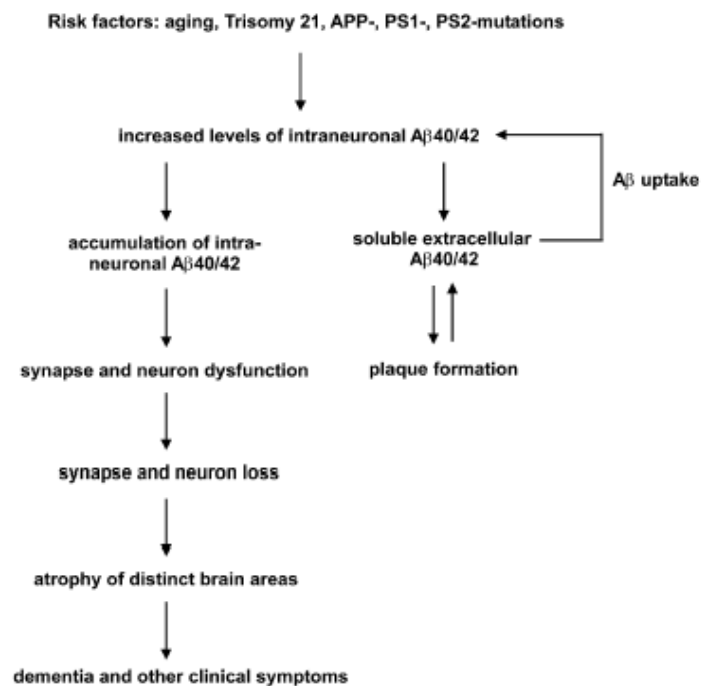 Risk factors: aging, Trisomy 21, APP-, PS1-, PS2-mutations
increased levels of intraneuronal Aβ40/42
Aβ uptake
accumulation of intra-
neuronal Aβ40/42
soluble extracellular
Aβ40/42
synapse and neuron dysfunction
plaque formation
synapse and neuron loss
atrophy of distinct brain areas
dementia and other clinical symptoms